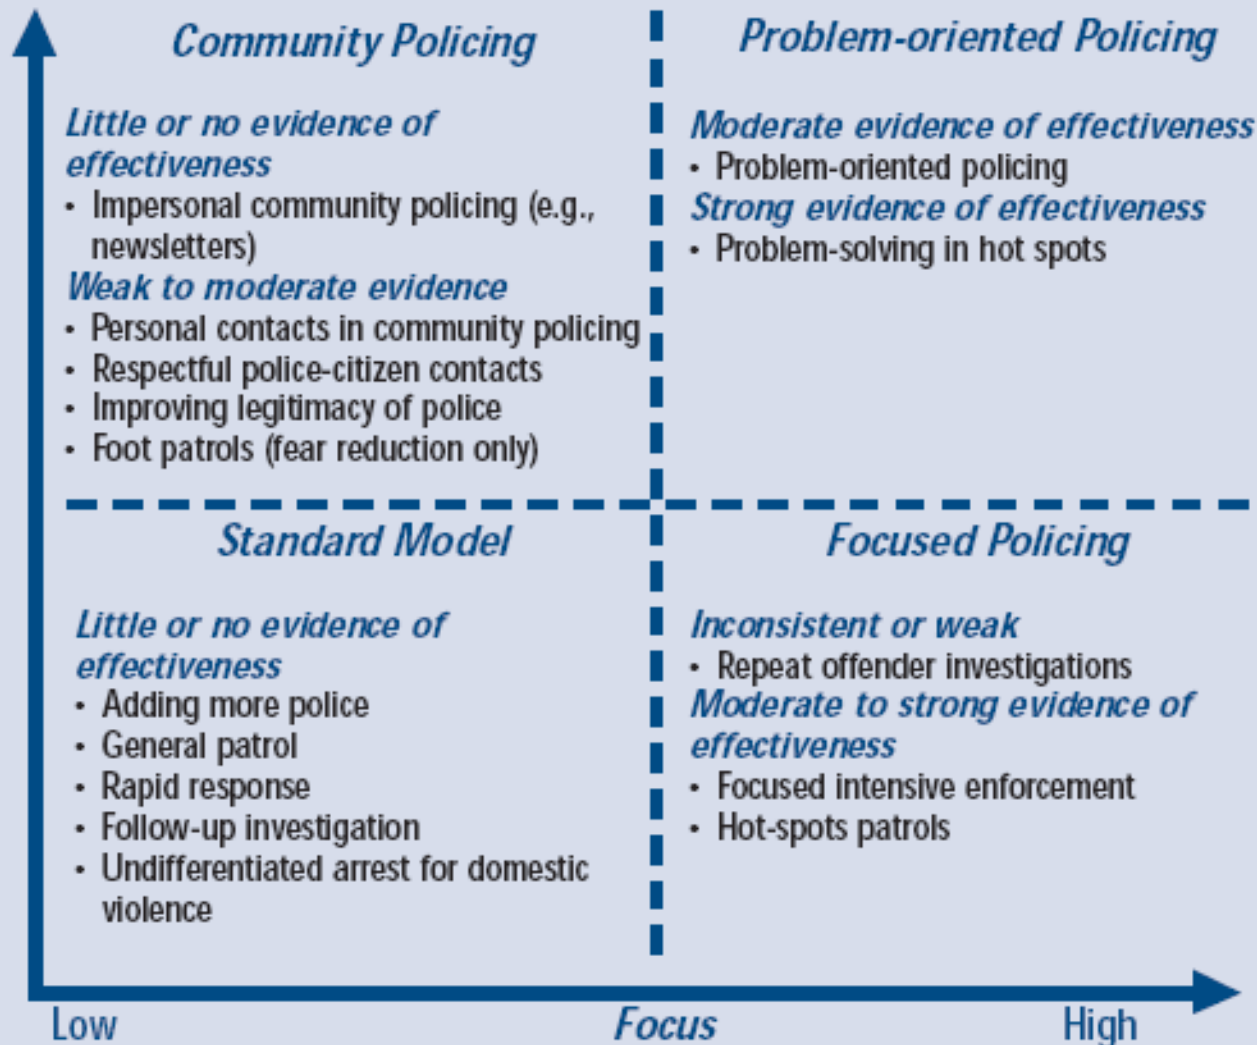 Community Policing
Little or no evidence of
effectiveness
• Impersonal community policing (e.g.,
newsletters)
Weak to moderate evidence
• Personal contacts in community policing
• Respectful police-citizen contacts
• Improving legitimacy of police
• Foot patrols (fear reduction only)
Problem-oriented Policing
Moderate evidence of effectiveness
• Problem-oriented policing
Strong evidence of effectiveness
• Problem-solving in hot spots
Standard Model
Little or no evidence of
effectiveness
• Adding more police
• General patrol
• Rapid response
• Follow-up investigation
• Undifferentiated arrest for domestic
violence
Focused Policing
Inconsistent or weak
• Repeat offender investigations
Moderate to strong evidence of
effectiveness
• Focused intensive enforcement
• Hot-spots patrols
Low
Focus
High